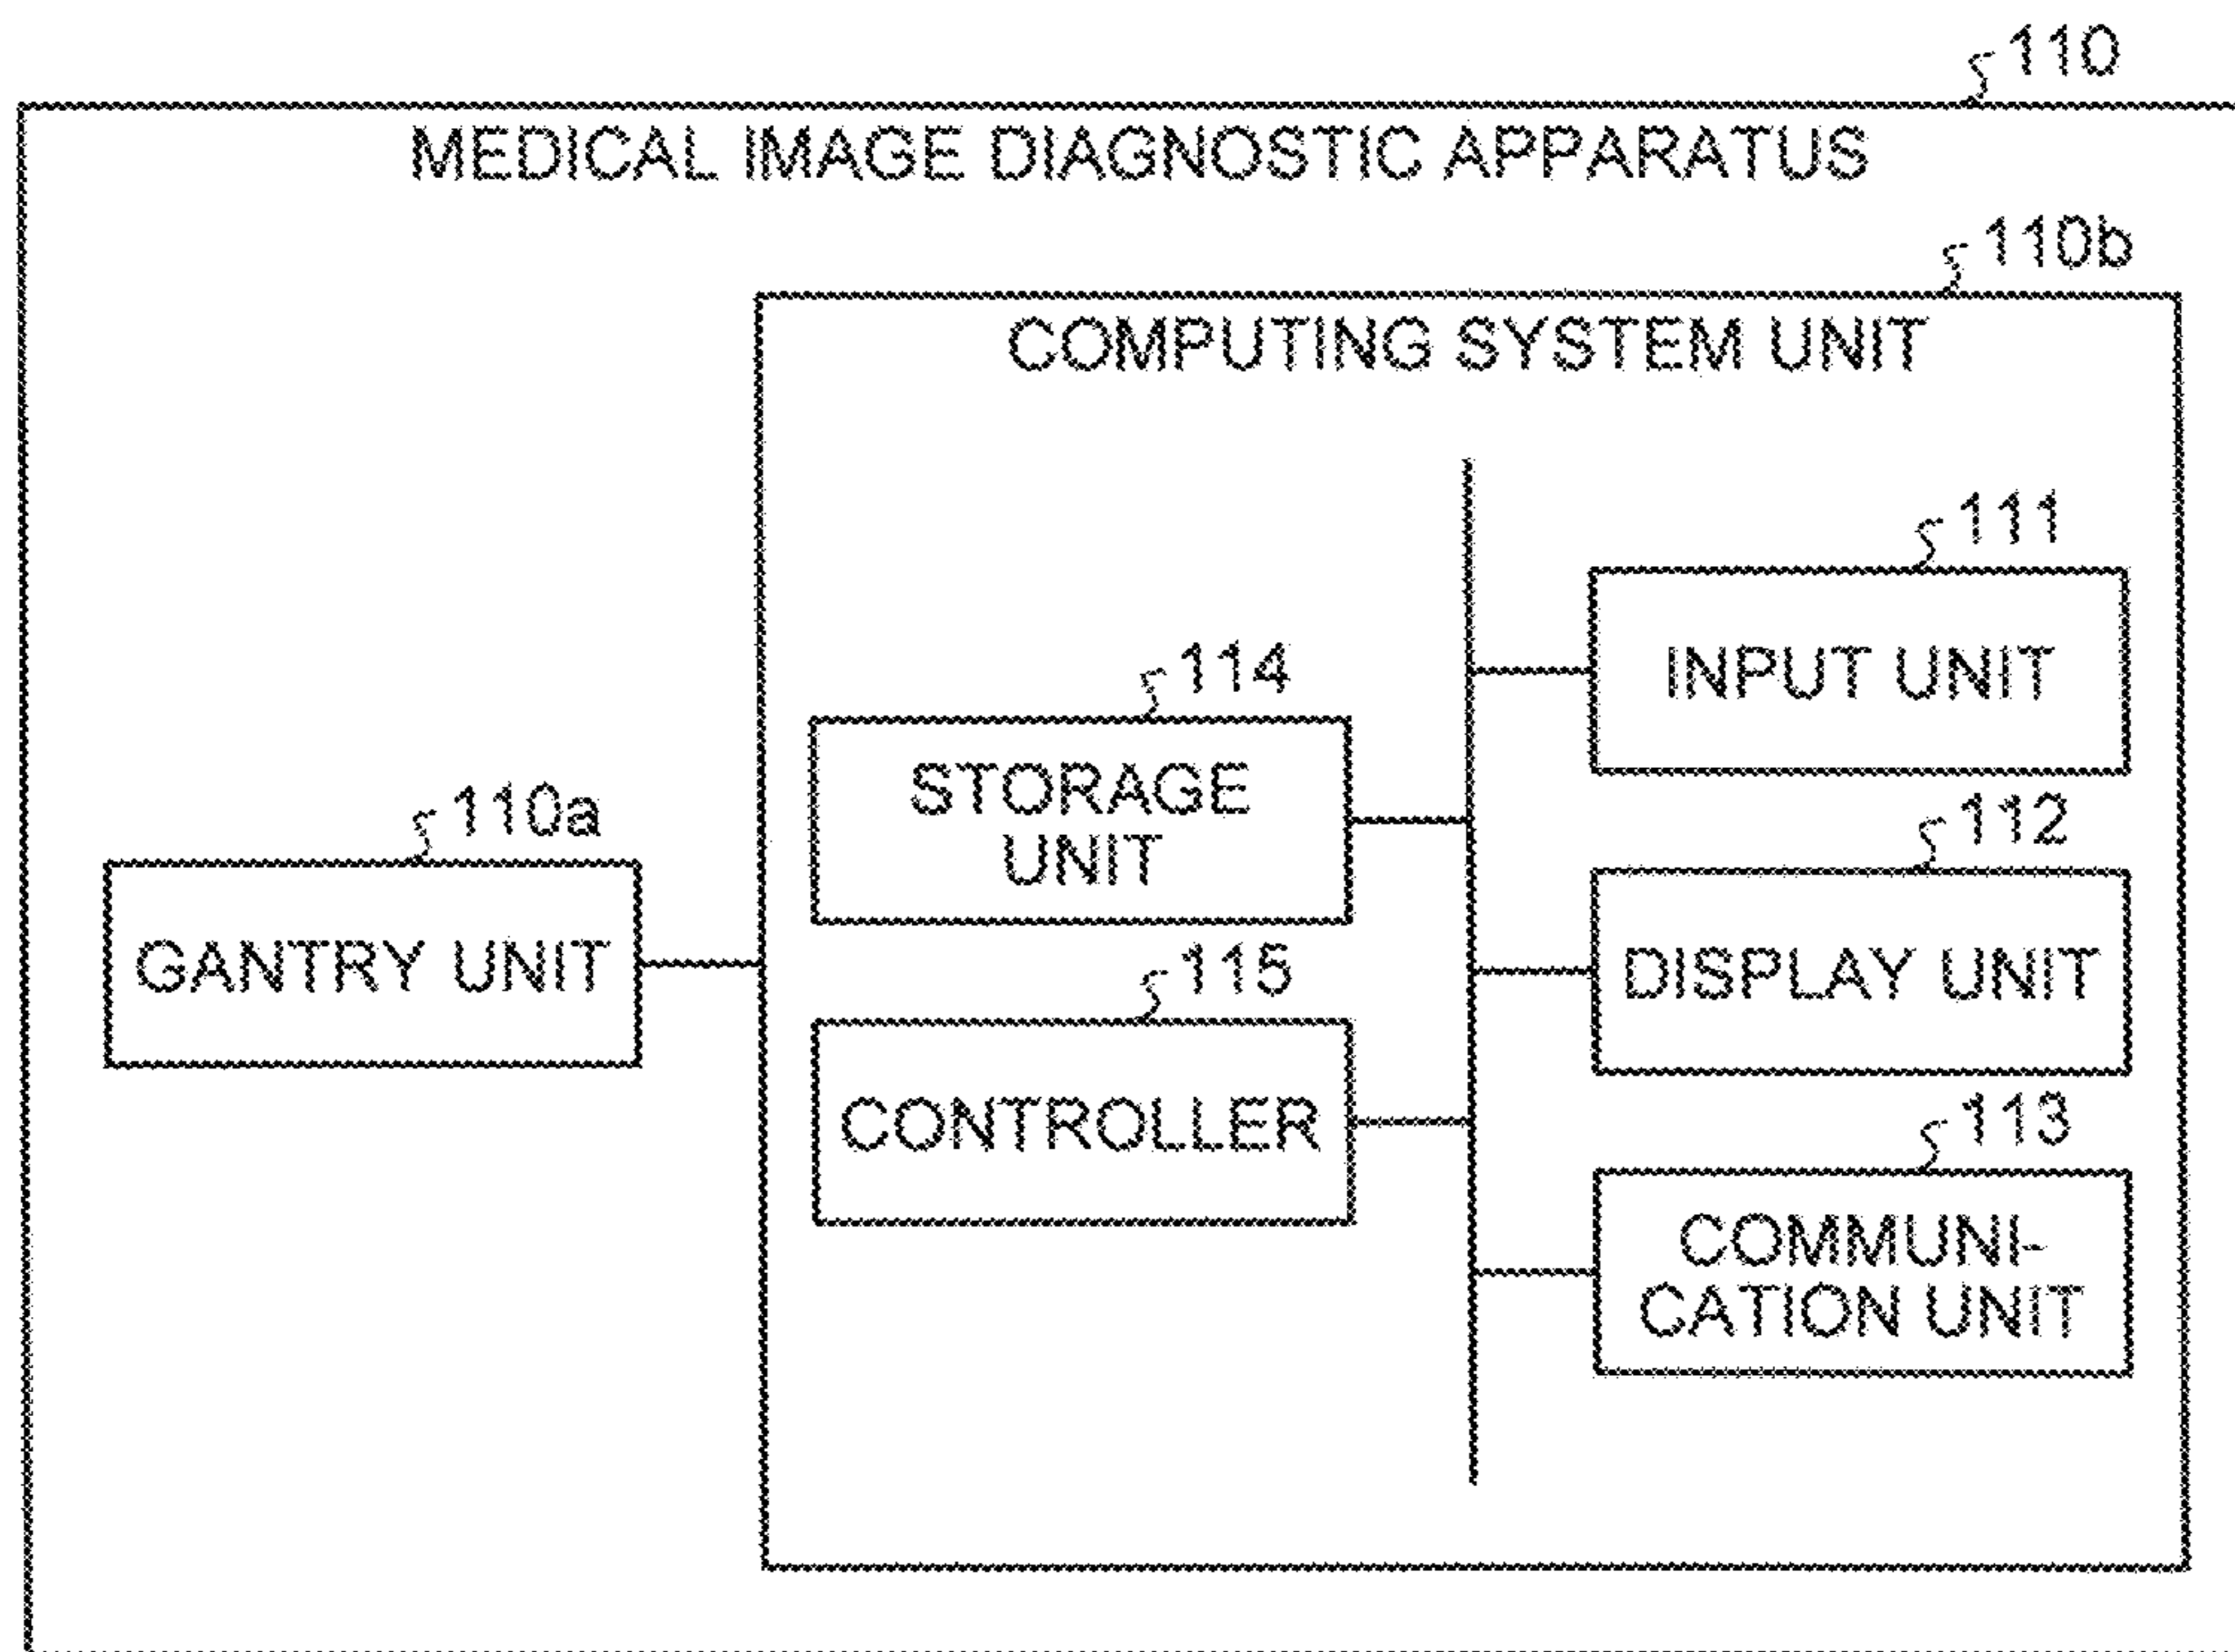 110
MEDICAL IMAGE DIAGNOSTIC APPARATUS
110b
COMPUTING SYSTEM UNIT
111
INPUT UNIT
114
STORAGE
UNIT
110a
GANTRY UNIT
112
DISPLAY UNIT
115
CONTROLLER
113
COMMUNI-
CATION UNIT